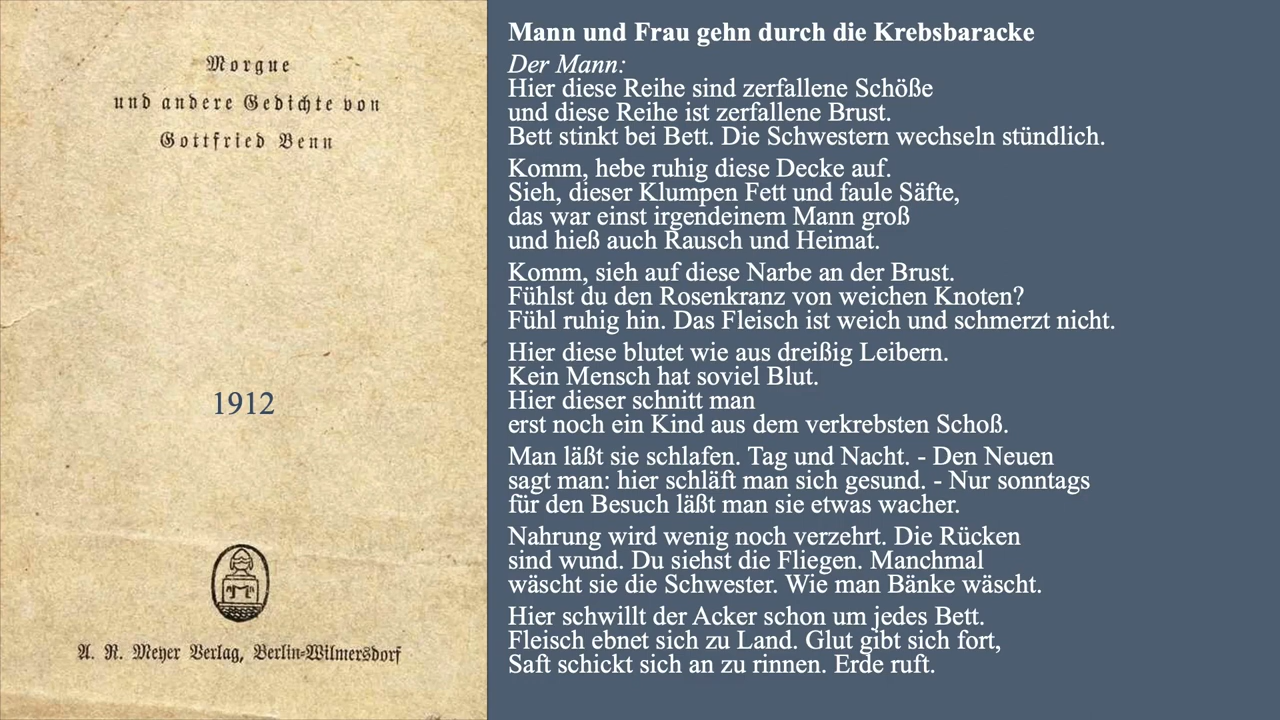 Morgue
und andere Gedichte von
Gottfried Benn
1912
A. R. Meyer Verlag, Berlin-Wilmersdorf
Mann und Frau gehn durch die Krebsbaracke
Der Mann:
Hier diese Reihe sind zerfallene Schöße
und diese Reihe ist zerfallene Brust.
Bett stinkt bei Bett. Die Schwestern wechseln stündlich.
Komm, hebe ruhig diese Decke auf.
Sieh, dieser Klumpen Fett und faule Säfte,
das war einst irgendeinem Mann groß
und hieß auch Rausch und Heimat.
Komm, sieh auf diese Narbe an der Brust.
Fühlst du den Rosenkranz von weichen Knoten?
Fühl ruhig hin. Das Fleisch ist weich und schmerzt nicht.
Hier diese blutet wie aus dreißig Leibern.
Kein Mensch hat soviel Blut.
Hier dieser schnitt man
erst noch ein Kind aus dem verkrebsten Schoß.
Man läßt sie schlafen. Tag und Nacht. - Den Neuen
sagt man: hier schläft man sich gesund. - Nur sonntags
für den Besuch läßt man sie etwas wacher.
Nahrung wird wenig noch verzehrt. Die Rücken
sind wund. Du siehst die Fliegen. Manchmal
wäscht sie die Schwester. Wie man Bänke wäscht.
Hier schwillt der Acker schon um jedes Bett.
Fleisch ebnet sich zu Land. Glut gibt sich fort,
Saft schickt sich an zu rinnen. Erde ruft.